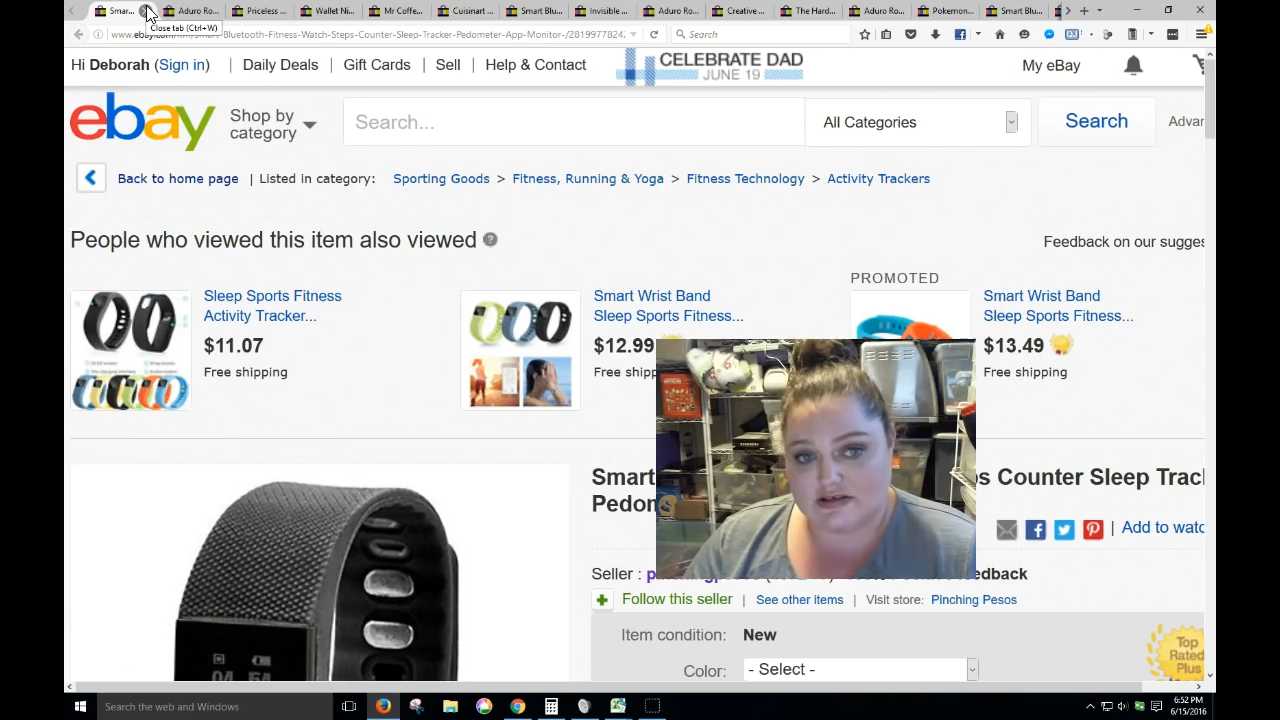 Smar...
Aduro Ro...
Priceless ...
Wallet Ni...
Mr Coffe...
Cuisinart ...
Smart Blu...
Invisible ...
Aduro Ro...
Creative ...
The Hard...
Aduro Ro...
Pokemon...
Smart Blu...
Close tab (Ctrl+W)
Search
Hi Deborah (Sign in)
Daily Deals
Gift Cards
Sell
Help & Contact
CELEBRATE DAD
JUNE 19
My eBay
ebay
Shop by
category
Search...
All Categories
Search
Back to home page
| Listed in category:
Sporting Goods > Fitness, Running & Yoga > Fitness Technology > Activity Trackers
People who viewed this item also viewed
Feedback on our
PROMOTED
Sleep Sports Fitness
Activity Tracker...
$11.07
Free shipping
Smart Wrist Band
Sleep Sports Fitness...
$12.99
Free
Smart Wrist Band
Sleep Sports Fitness...
$13.49
Free shipping
Smart
Counter Sleep
Seller :
Follow this seller
| See other items | Visit store: Pinching Pesos
Item condition: New
Color: - Select -
Add to
Top
Rated
Plus
Search the web and Windows
6:52 PM
6/15/2016